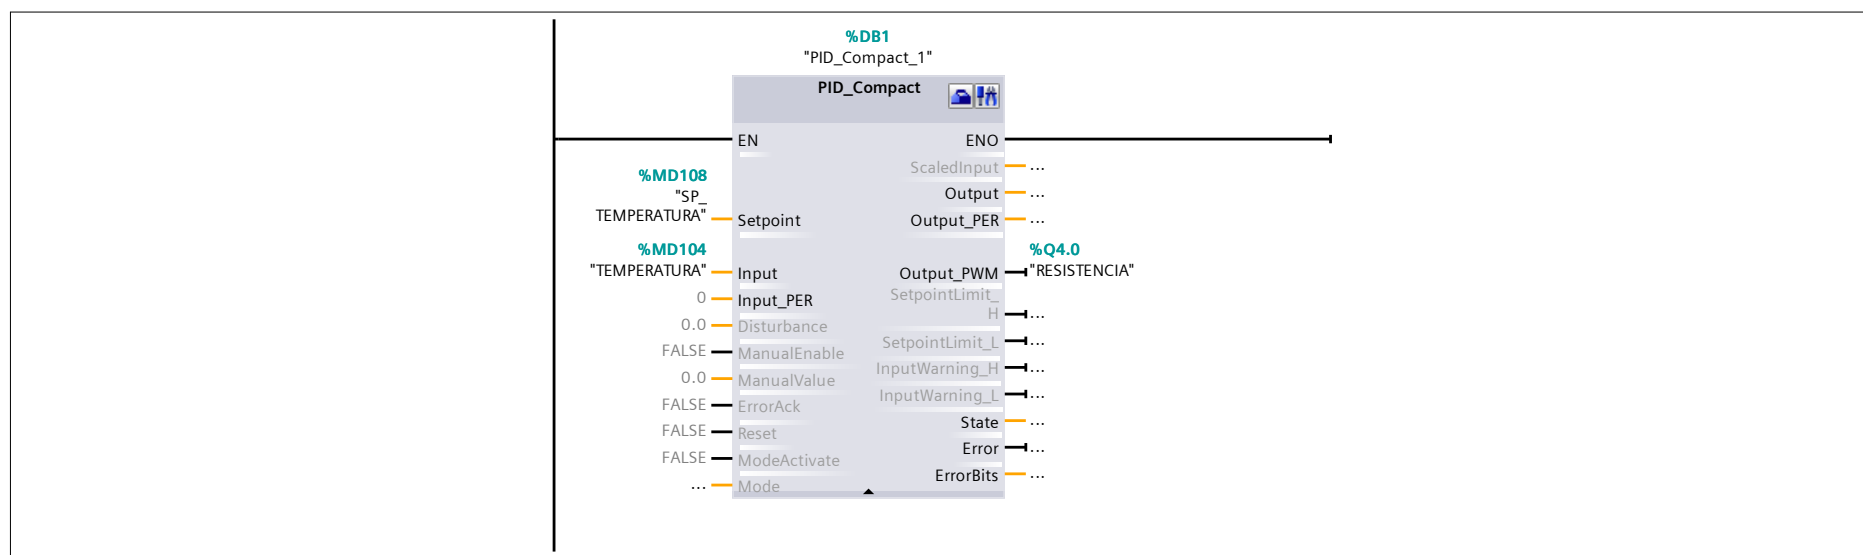 %DB1
"PID_Compact_1"
PID_Compact
EN
ENO
ScaledInput
...
%MD108
"SP_
TEMPERATURA"
Setpoint
Output
...
Output_PER
...
%MD104
"TEMPERATURA"
Input
Output_PWM
%Q4.0
"RESISTENCIA"
0
Input_PER
SetpointLimit_
H
...
0.0
Disturbance
SetpointLimit_L
...
FALSE
ManualEnable
InputWarning_H
...
0.0
ManualValue
InputWarning_L
...
FALSE
ErrorAck
State
...
FALSE
Reset
Error
...
FALSE
ModeActivate
ErrorBits
...
...
Mode